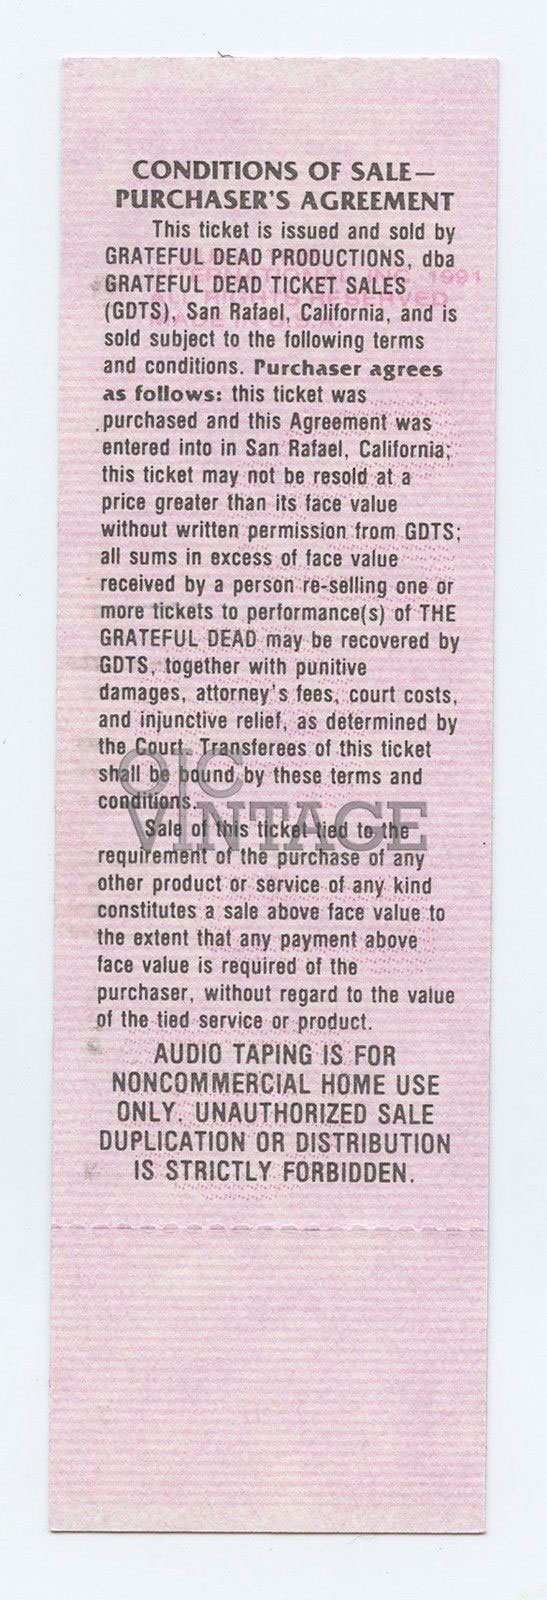 CONDITIONS OF SALE—
PURCHASER'S AGREEMENT
This ticket is issued and sold by
GRATEFUL DEAD PRODUCTIONS, dba
INTERNATIONAL, INC. 1991
GRATEFUL DEAD TICKET SALES
ALL RIGHTS RESERVED
(GDTS), San Rafael, California, and is
sold subject to the following terms
and conditions. Purchaser agrees
as follows: this ticket was
purchased and this Agreement was
entered into in San Rafael, California;
this ticket may not be resold at a
price greater than its face value
without written permission from GDTS;
all sums in excess of face value
received by a person re-selling one or
more tickets to performance(s) of THE
GRATEFUL DEAD may be recovered by
GDTS, together with punitive
damages, attorney's fees, court costs,
and injunctive relief, as determined by
the Court. Transferees of this ticket
shall be bound by these terms and
conditions.
VINTAGE
Sale of this ticket tied to the
requirement of the purchase of any
other product or service of any kind
constitutes a sale above face value to
the extent that any payment above
face value is required of the
purchaser, without regard to the value
of the tied service or product.
AUDIO TAPING IS FOR
NONCOMMERCIAL HOME USE
ONLY. UNAUTHORIZED SALE
DUPLICATION OR DISTRIBUTION
IS STRICTLY FORBIDDEN.